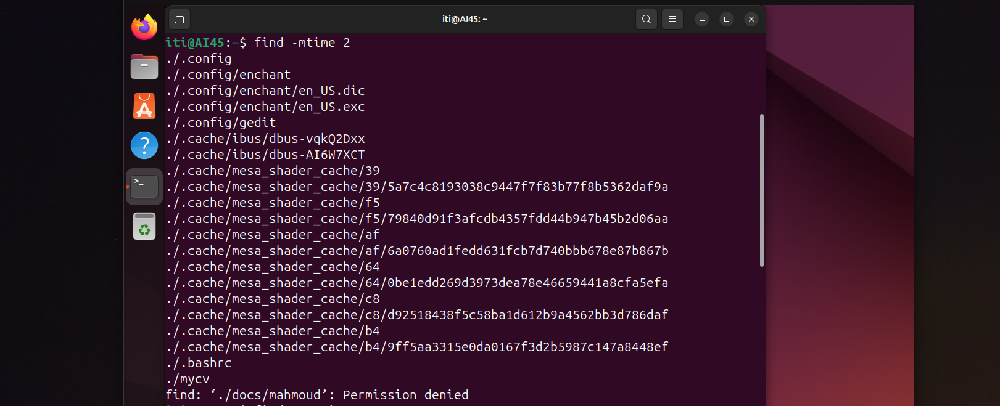 iti@AI45: ~
iti@AI45:~$ find -mtime 2
./.config
./.config/enchant
./.config/enchant/en_US.dic
./.config/enchant/en_US.exc
./.config/gedit
./.cache/ibus/dbus-vqkQ2Dxx
./.cache/ibus/dbus-AI6W7XCT
./.cache/mesa_shader_cache/39
./.cache/mesa_shader_cache/39/5a7c4c8193038c9447f7f83b77f8b5362daf9a
./.cache/mesa_shader_cache/f5
./.cache/mesa_shader_cache/f5/79840d91f3afcdb4357fdd44b947b45b2d06aa
./.cache/mesa_shader_cache/af
./.cache/mesa_shader_cache/af/6a0760ad1fedd631fcb7d740bbb678e87b867b
./.cache/mesa_shader_cache/64
./.cache/mesa_shader_cache/64/0be1edd269d3973dea78e46659441a8cfa5efa
./.cache/mesa_shader_cache/c8
./.cache/mesa_shader_cache/c8/d92518438f5c58ba1d612b9a4562bb3d786daf
./.cache/mesa_shader_cache/b4
./.cache/mesa_shader_cache/b4/9ff5aa3315e0da0167f3d2b5987c147a8448ef
./.bashrc
./mycv
find: ‘./docs/mahmoud’: Permission denied